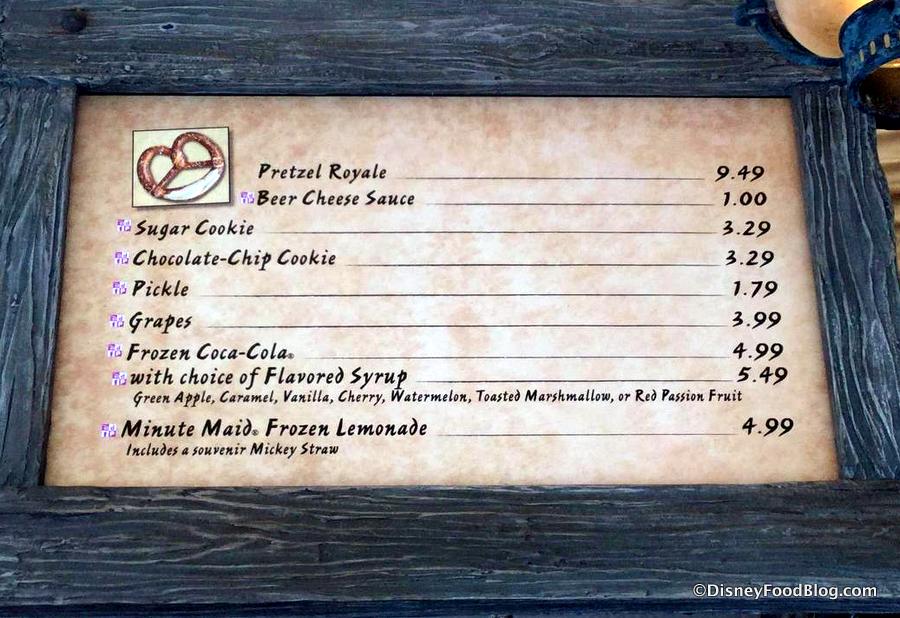 Pretzel Royale 9.49
Beer Cheese Sauce 1.00
Sugar Cookie 3.29
Chocolate-Chip Cookie 3.29
Pickle 1.79
Grapes 3.99
Frozen Coca-Cola® 4.99
with choice of Flavored Syrup 5.49
Green Apple, Caramel, Vanilla, Cherry, Watermelon, Toasted Marshmallow, or Red Passion Fruit
Minute Maid® Frozen Lemonade 4.99
Includes a souvenir Mickey Straw
©DisneyFoodBlog.com